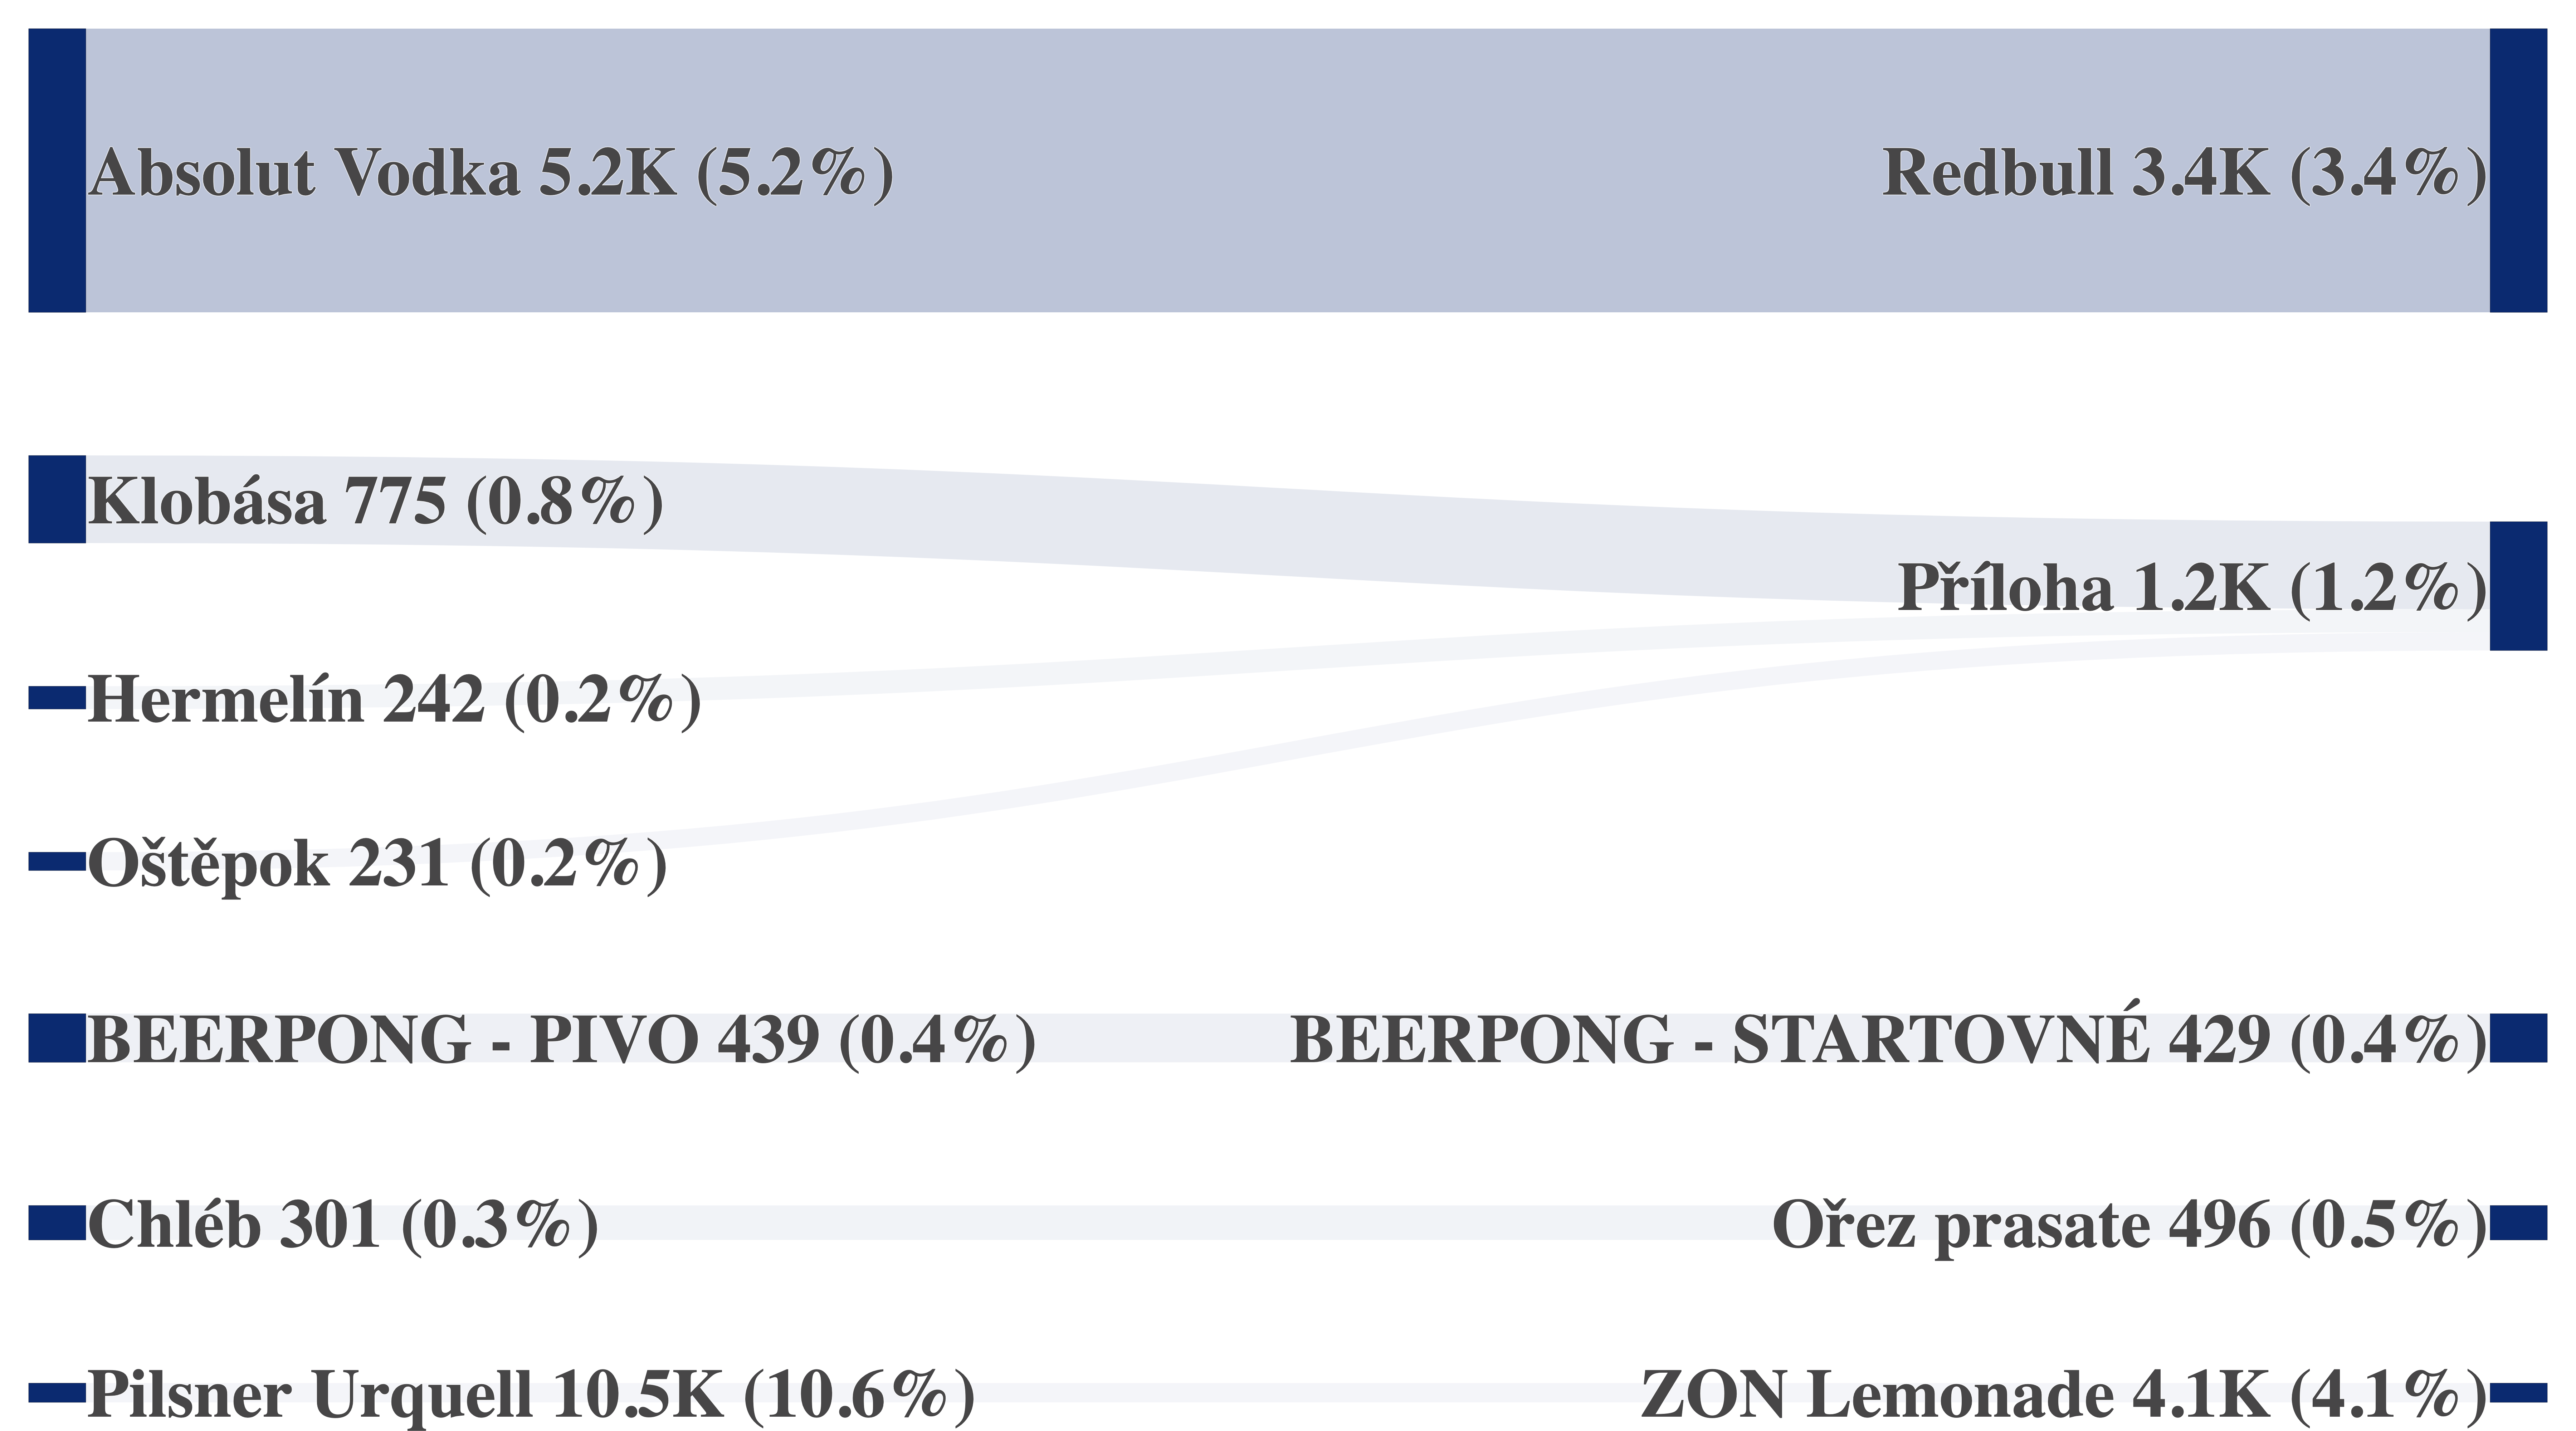 Absolut Vodka 5.2K (5.2%) Redbull 3.4K (3.4%)
Klobása 775 (0.8%)
Příloha 1.2K (1.2%)
Hermelín 242 (0.2%)
Oštěpok 231 (0.2%)
BEERPONG - PIVO 439 (0.4%) BEERPONG - STARTOVNÉ 429 (0.4%)
Chléb 301 (0.3%) Ořez prasate 496 (0.5%)
Pilsner Urquell 10.5K (10.6%) ZON Lemonade 4.1K (4.1%)